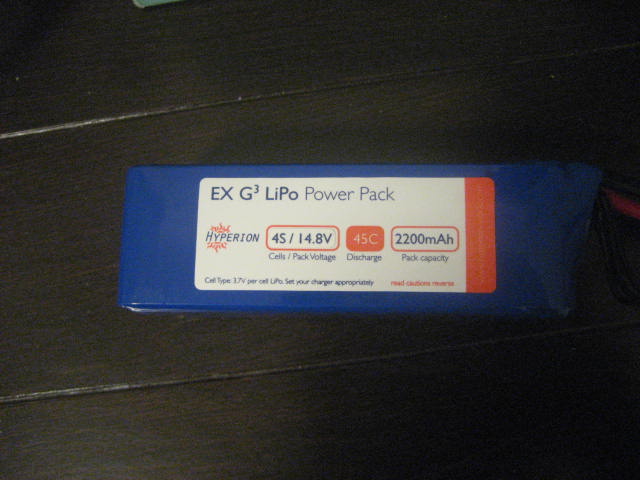 EX G³ LiPo Power Pack
HYPERION 4S / 14.8V 45C 2200mAh
Cells / Pack Voltage Discharge Pack capacity
Cell Type: 3.7V per cell LiPo. Set your charger appropriately read cautions reverse